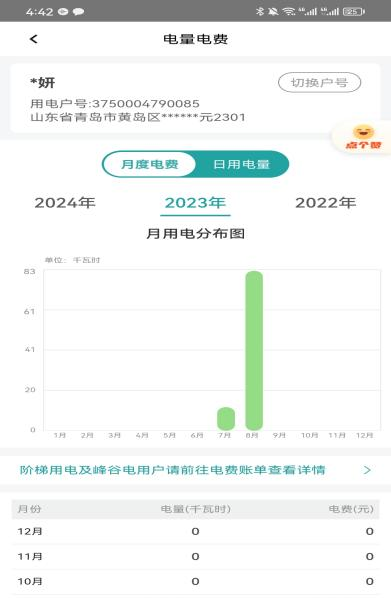 4:42
电量电费
*妍
切换户号
用电户号:3750004790085
山东省青岛市黄岛区******元2301
点个赞
月度电费
日用电量
2024年
2023年
2022年
月用电分布图
单位：千瓦时
83
61
41
20
0
1月 2月 3月 4月 5月 6月 7月 8月 9月 10月 11月 12月
阶梯用电及峰谷电用户请前往电费账单查看详情
月份 电量(千瓦时) 电费(元)
12月 0 0
11月 0 0
10月 0 0